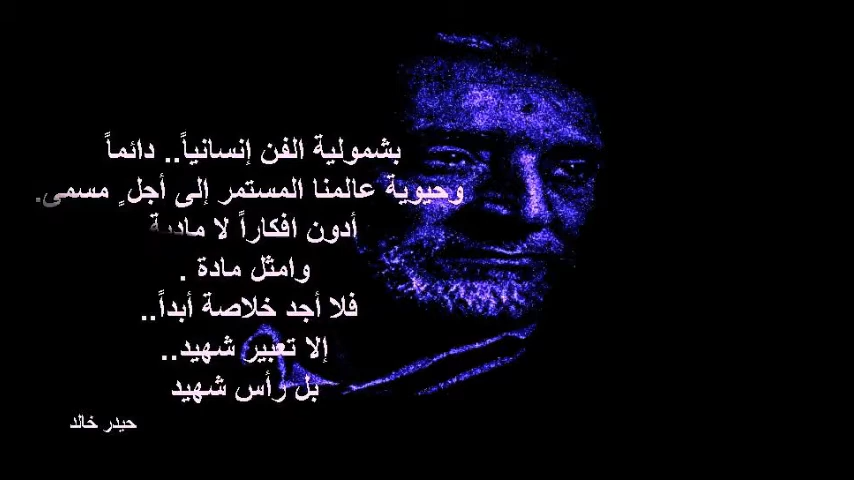 بشمولية الفن إنسانياً.. دائماً
وحيوية عالمنا المستمر إلى أجل ٍ مسمى.
أدون افكاراً لا مادية
وامثل مادة .
فلا أجد خلاصة أبداً..
إلا تعبير شهيد..
بل رأس شهيد
حيدر خالد